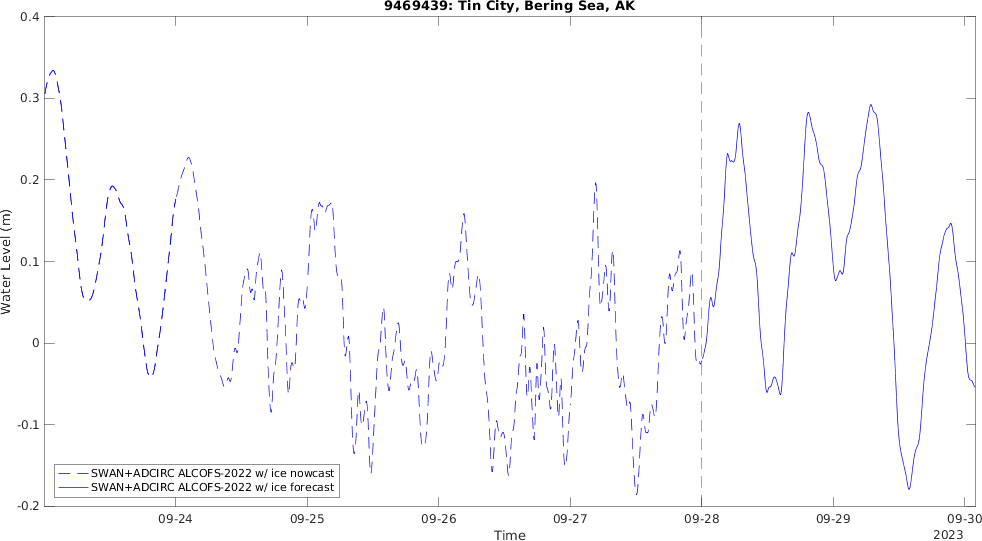 9469439: Tin City, Bering Sea, AK
0.4
0.3
0.2
0.1
0
-0.1
-0.2
Water Level (m)
SWAN+ADCIRC ALCOFS-2022 w/ ice nowcast
SWAN+ADCIRC ALCOFS-2022 w/ ice forecast
09-24 09-25 09-26 09-27 09-28 09-29 09-30
Time
2023